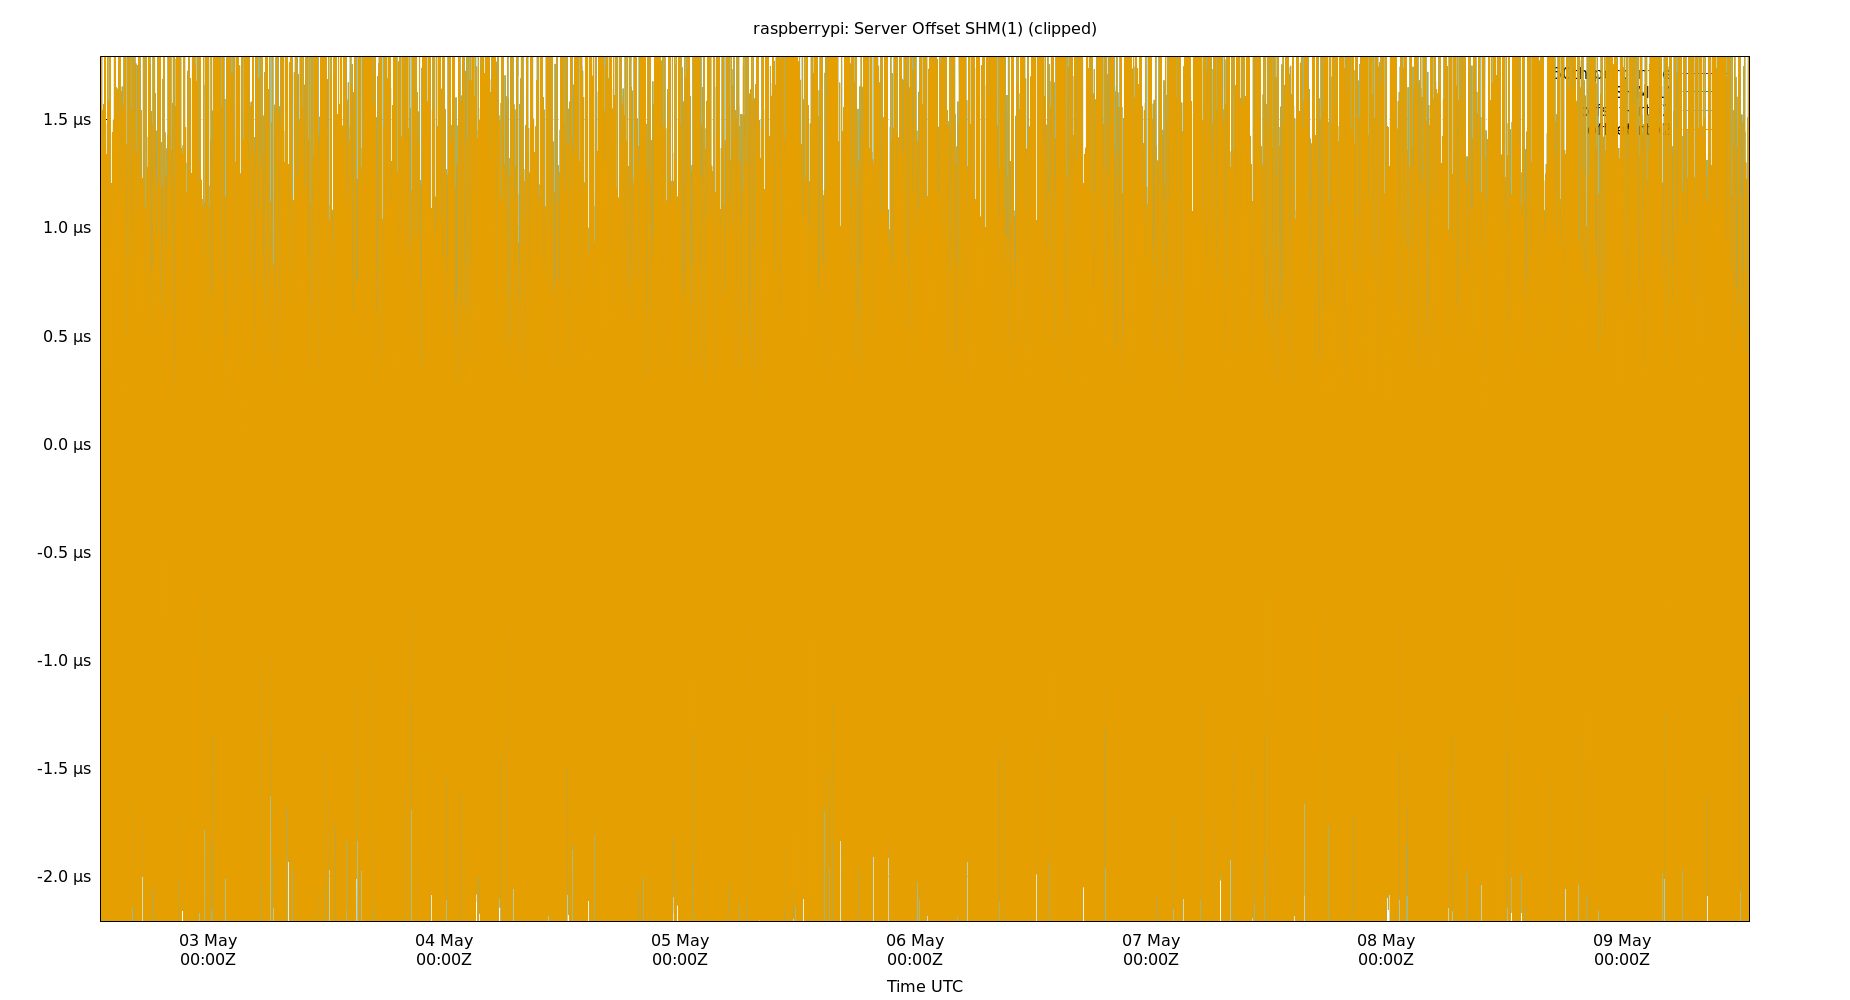 raspberrypi: Server Offset SHM(1) (clipped)
1.5 µs
1.0 µs
0.5 µs
0.0 µs
-0.5 µs
-1.0 µs
-1.5 µs
-2.0 µs
03 May 04 May 05 May 06 May 07 May 08 May 09 May
00:00Z 00:00Z 00:00Z 00:00Z 00:00Z 00:00Z 00:00Z
Time UTC